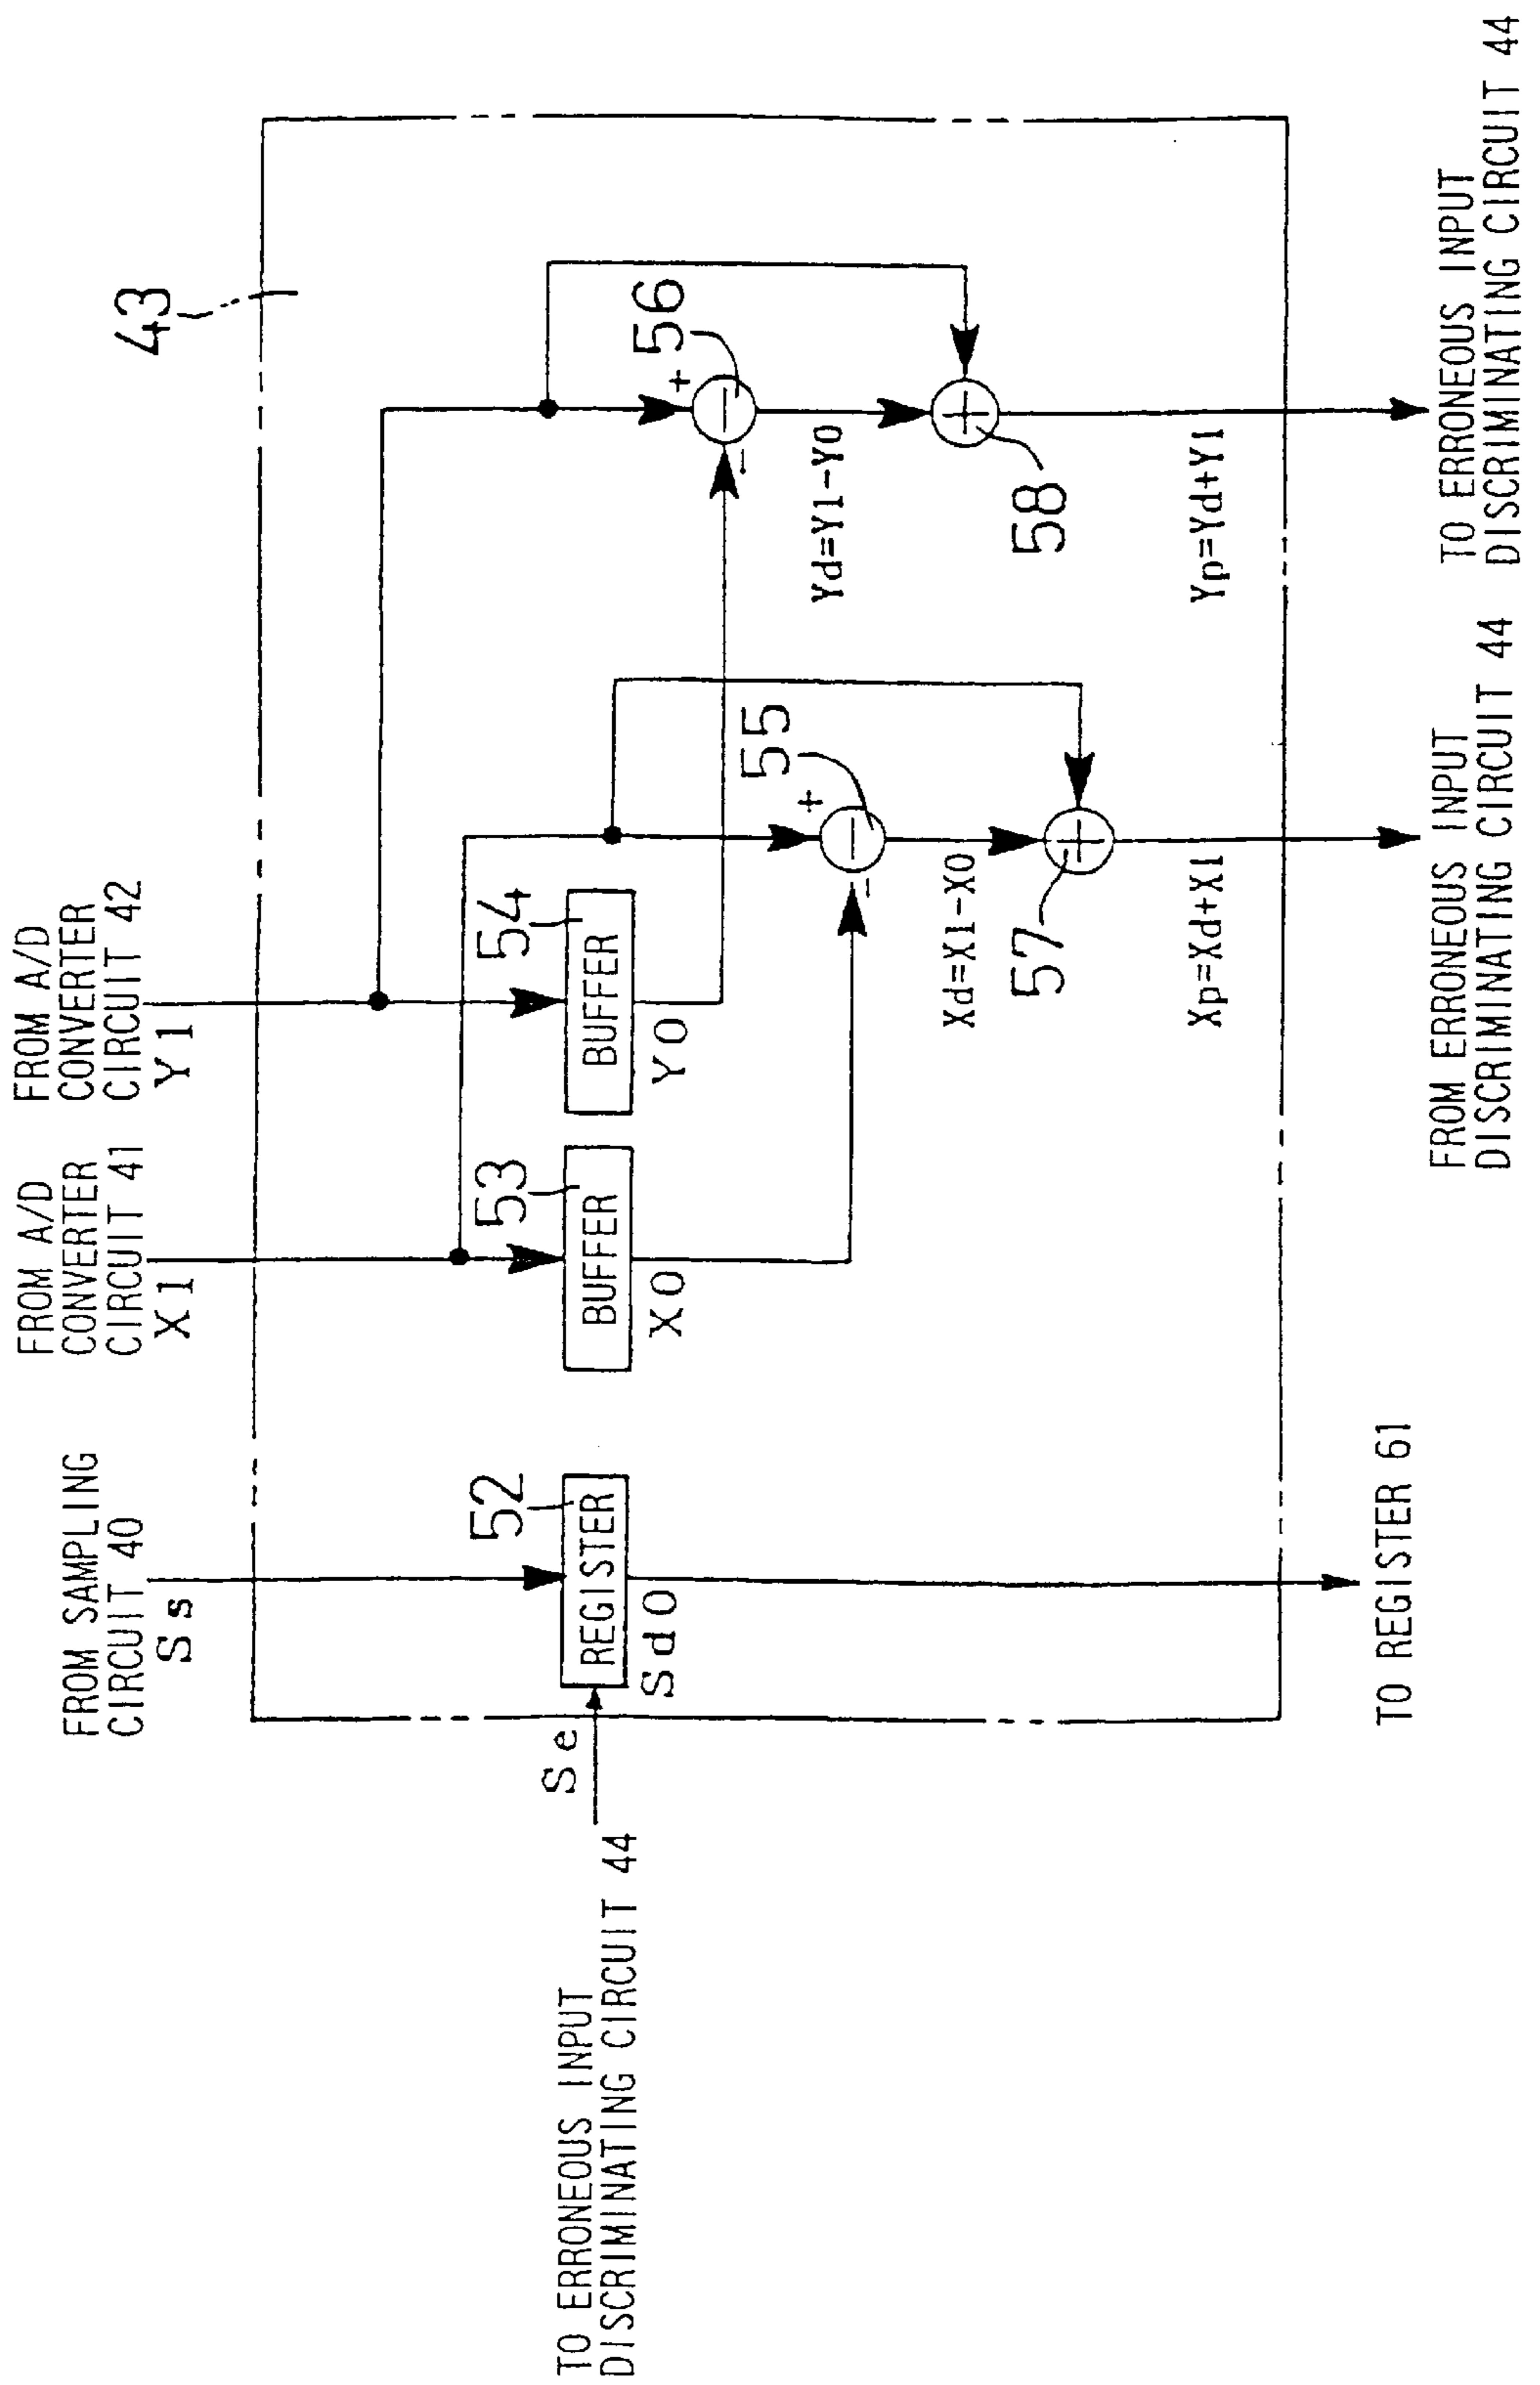 43
FROM SAMPLING
CIRCUIT 40
Ss
FROM A/D
CONVERTER
CIRCUIT 41
X1
FROM A/D
CONVERTER
CIRCUIT 42
Y1
TO ERRONEOUS INPUT
DISCRIMINATING CIRCUIT 44
Se
52
REGISTER
Sd0
53
BUFFER
X0
54
BUFFER
Y0
+
56
-
-
+
55
-
-
Yd=Y1-Y0
Xd=X1-X0
+
58
+
57
Xp=Xd+X1
Yp=Yd+Y1
TO REGISTER 61
FROM ERRONEOUS INPUT
DISCRIMINATING CIRCUIT 44
TO ERRONEOUS INPUT
DISCRIMINATING CIRCUIT 44